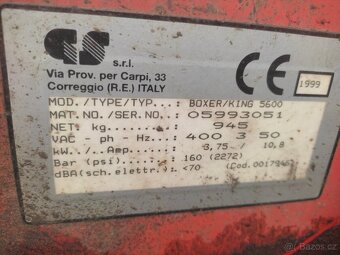 GS s.r.l.
Via Prov. per Carpi, 33
Correggio (R.E.) ITALY
CE
1999
MOD./TYPE/TYP...: BOXER/KING 5600
MAT.NO./SER.NO.: 05993051
NET: kg.........: 945
VAC - ph - Hz...: 400 3 50
kW../.. Amp.....: 3,75 / 10,8
Bar (psi).......: 160 (2272)
dBA(sch.elettr.): <70 (Cod.
bazos.cz